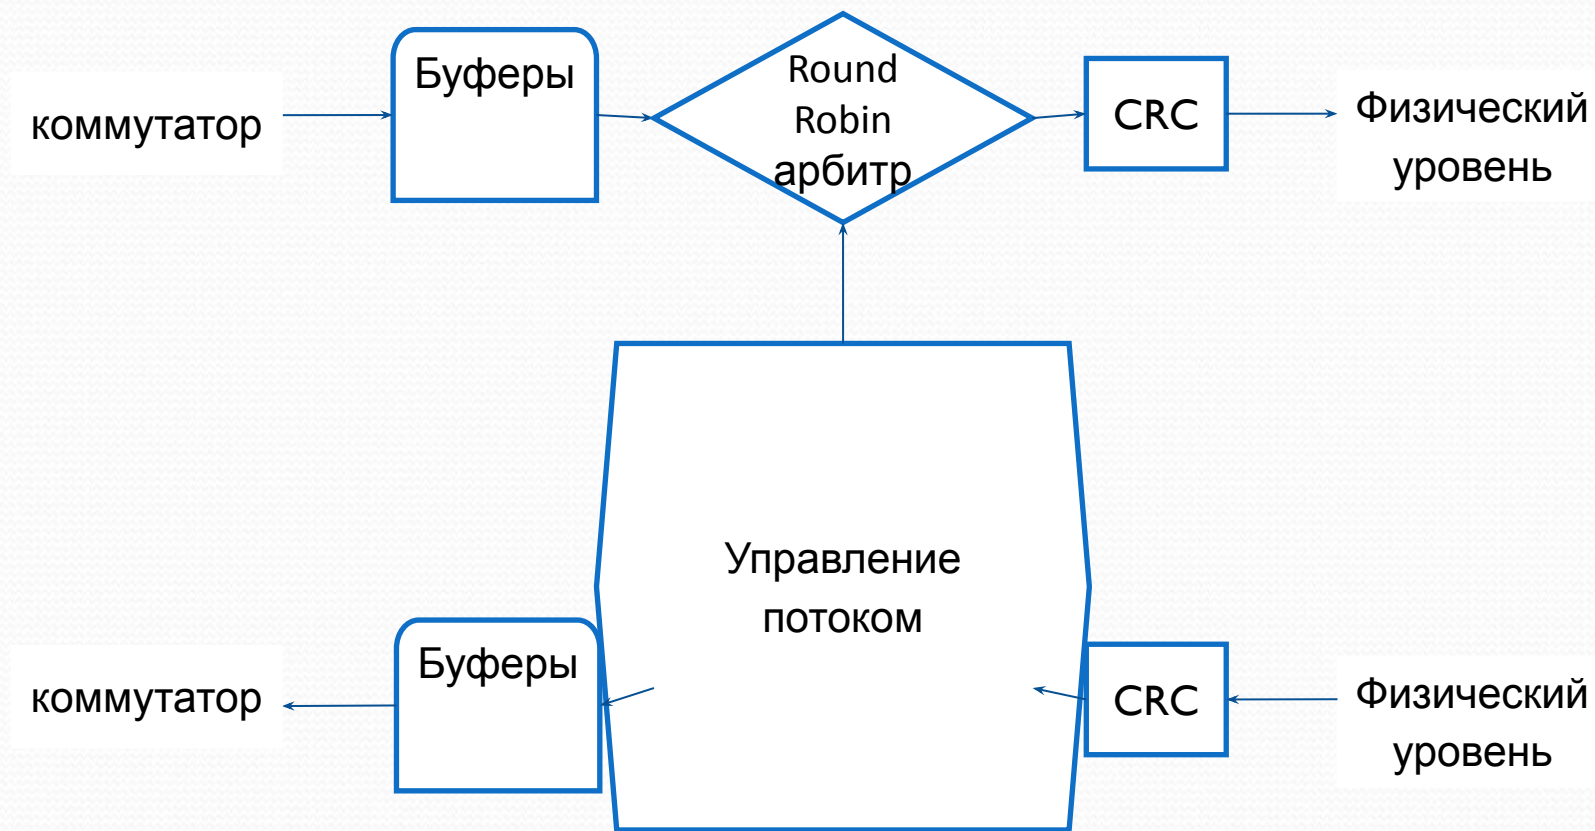 коммутатор
Буферы
Round
Robin
арбитр
CRC
Физический
уровень
Управление
потоком
коммутатор
Буферы
CRC
Физический
уровень